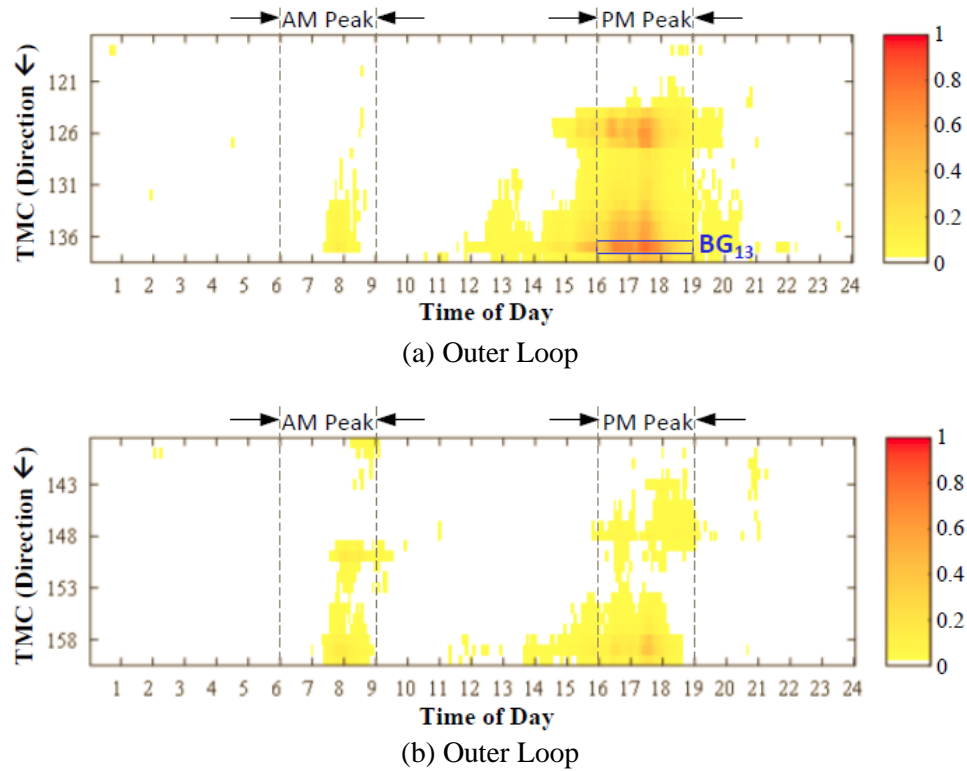 AM Peak PM Peak
TMC (Direction ←)
121
126
131
136
BG13
1 2 3 4 5 6 7 8 9 10 11 12 13 14 15 16 17 18 19 20 21 22 23 24
Time of Day
1
0.8
0.6
0.4
0.2
0
(a) Outer Loop
AM Peak PM Peak
TMC (Direction ←)
143
148
153
158
1 2 3 4 5 6 7 8 9 10 11 12 13 14 15 16 17 18 19 20 21 22 23 24
Time of Day
1
0.8
0.6
0.4
0.2
0
(b) Outer Loop